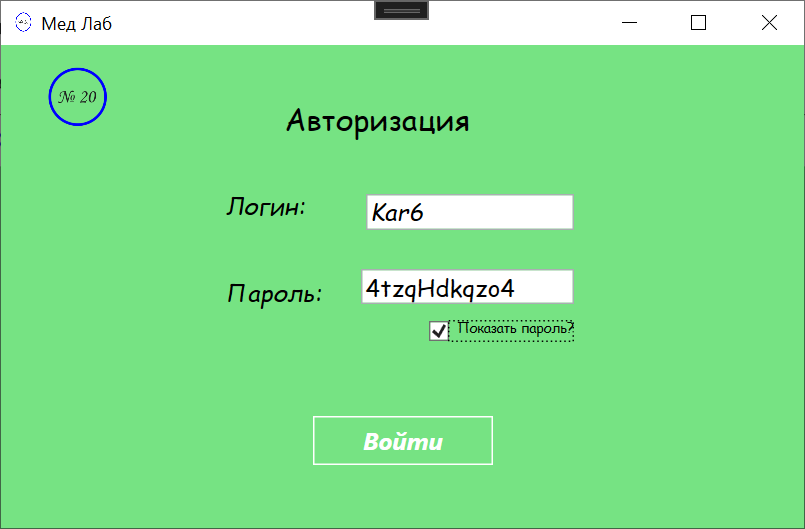 Мед Лаб
№ 20
Авторизация
Логин: Kar6
Пароль: 4tzqHdkqzo4
Показать пароль?
Войти